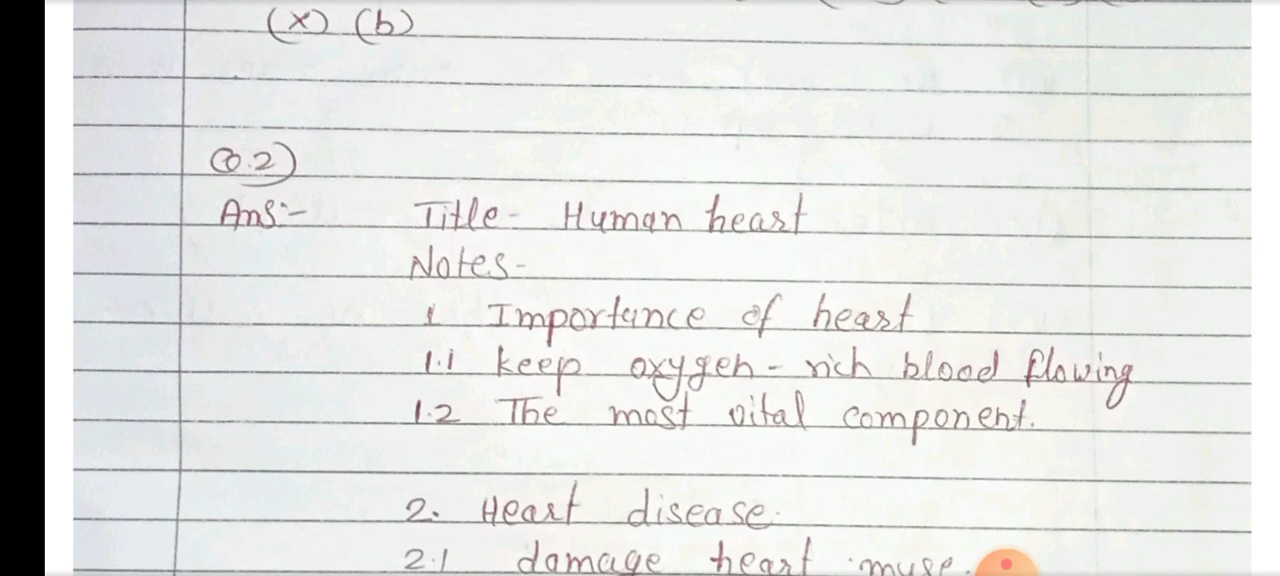 (x) (b)
Q.2)
Ans:- Title- Human heart
Notes-
1 Importance of heart
1.1 keep oxygen-rich blood flowing
1.2 The most vital component.
2. Heart disease.
2.1 damage heart